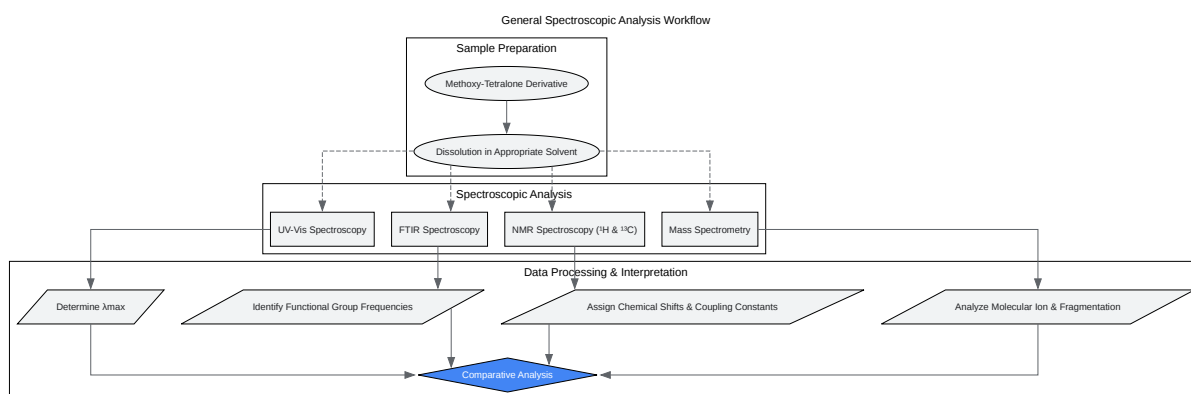 General Spectroscopic Analysis Workflow
Sample Preparation
Methoxy-Tetralone Derivative
Dissolution in Appropriate Solvent
Spectroscopic Analysis
UV-Vis Spectroscopy
FTIR Spectroscopy
NMR Spectroscopy (¹H & ¹³C)
Mass Spectrometry
Data Processing & Interpretation
Determine λmax
Identify Functional Group Frequencies
Assign Chemical Shifts & Coupling Constants
Analyze Molecular Ion & Fragmentation
Comparative Analysis